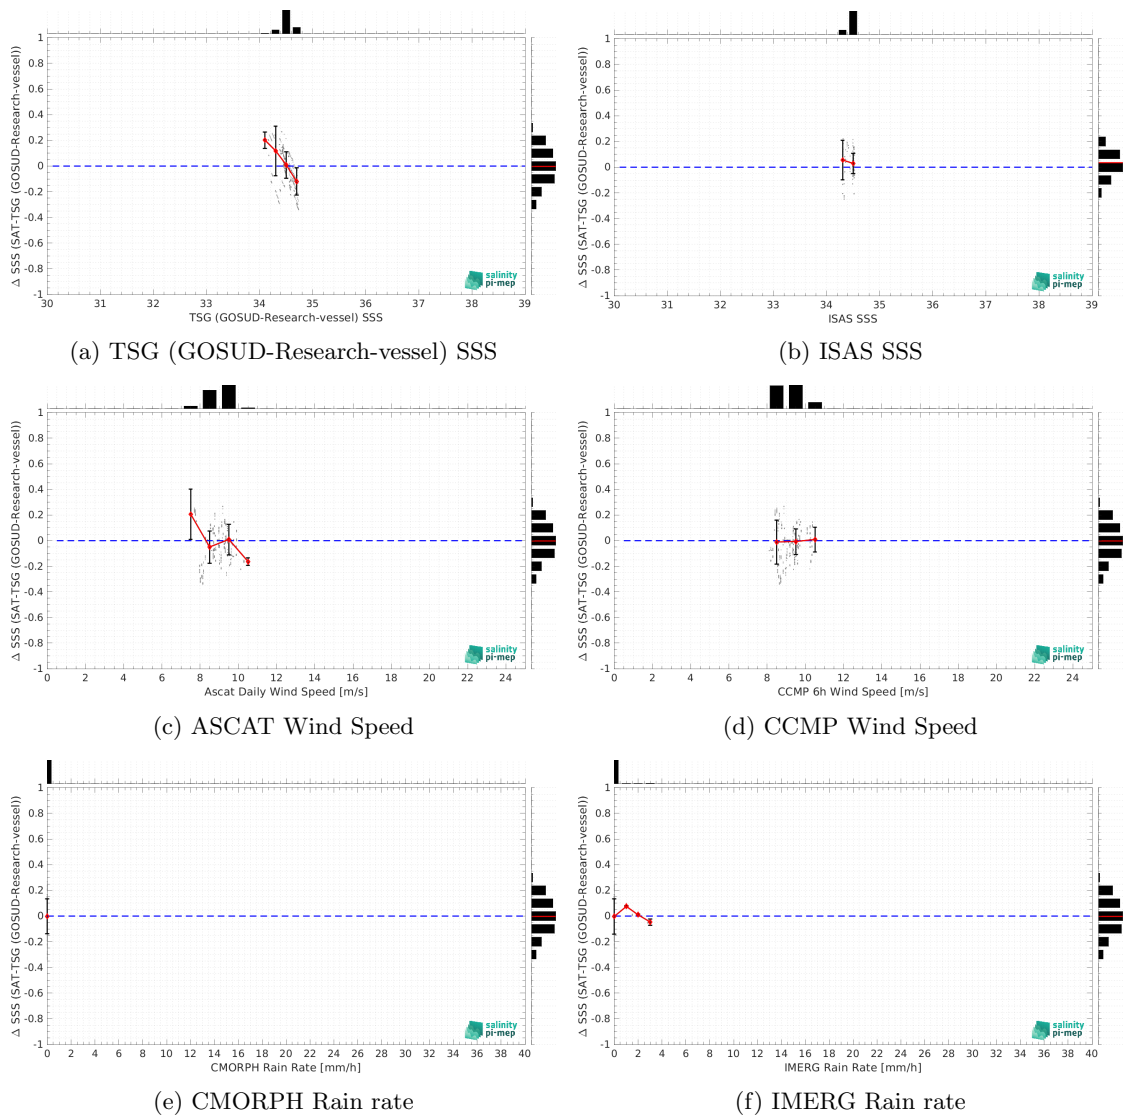 Δ SSS (SAT-TSG (GOSUD-Research-vessel))
1
0.8
0.6
0.4
0.2
0
-0.2
-0.4
-0.6
-0.8
-1
30 31 32 33 34 35 36 37 38 39
TSG (GOSUD-Research-vessel) SSS
salinity
pi-mep
(a) TSG (GOSUD-Research-vessel) SSS
Δ SSS (SAT-TSG (GOSUD-Research-vessel))
1
0.8
0.6
0.4
0.2
0
-0.2
-0.4
-0.6
-0.8
-1
30 31 32 33 34 35 36 37 38 39
ISAS SSS
salinity
pi-mep
(b) ISAS SSS
Δ SSS (SAT-TSG (GOSUD-Research-vessel))
1
0.8
0.6
0.4
0.2
0
-0.2
-0.4
-0.6
-0.8
-1
0 2 4 6 8 10 12 14 16 18 20 22 24
Ascat Daily Wind Speed [m/s]
salinity
pi-mep
(c) ASCAT Wind Speed
Δ SSS (SAT-TSG (GOSUD-Research-vessel))
1
0.8
0.6
0.4
0.2
0
-0.2
-0.4
-0.6
-0.8
-1
0 2 4 6 8 10 12 14 16 18 20 22 24
CCMP 6h Wind Speed [m/s]
salinity
pi-mep
(d) CCMP Wind Speed
Δ SSS (SAT-TSG (GOSUD-Research-vessel))
1
0.8
0.6
0.4
0.2
0
-0.2
-0.4
-0.6
-0.8
-1
0 2 4 6 8 10 12 14 16 18 20 22 24 26 28 30 32 34 36 38 40
CMORPH Rain Rate [mm/h]
salinity
pi-mep
(e) CMORPH Rain rate
Δ SSS (SAT-TSG (GOSUD-Research-vessel))
1
0.8
0.6
0.4
0.2
0
-0.2
-0.4
-0.6
-0.8
-1
0 2 4 6 8 10 12 14 16 18 20 22 24 26 28 30 32 34 36 38 40
IMERG Rain Rate [mm/h]
salinity
pi-mep
(f) IMERG Rain rate